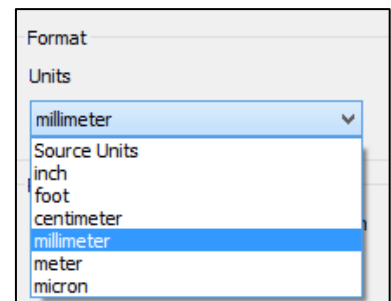 Format
Units
millimeter
Source Units
inch
foot
centimeter
millimeter
meter
micron